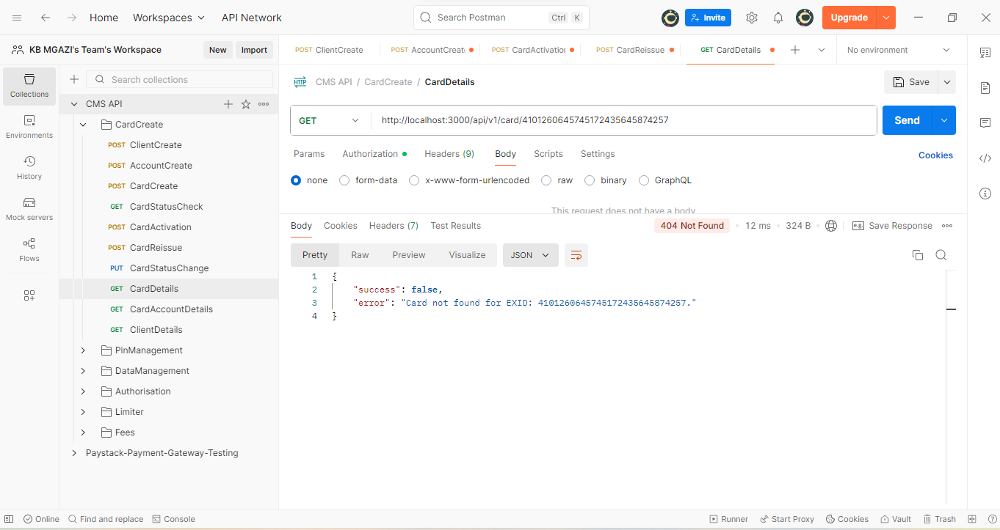 Home Workspaces API Network Search Postman Ctrl K Invite Upgrade
KB MGAZI's Team's Workspace New Import
POST ClientCreate POST AccountCreate POST CardActivation POST CardReissue GET CardDetails No environment
Collections
Environments
History
Mock servers
Flows
Search collections
CMS API
CardCreate
POST ClientCreate
POST AccountCreate
POST CardCreate
GET CardStatusCheck
POST CardActivation
POST CardReissue
PUT CardStatusChange
GET CardDetails
GET CardAccountDetails
GET ClientDetails
PinManagement
DataManagement
Authorisation
Limiter
Fees
Paystack-Payment-Gateway-Testing
HTTP CMS API / CardCreate / CardDetails Save
GET http://localhost:3000/api/v1/card/4101260645745172435645874257 Send
Params Authorization Headers (9) Body Scripts Settings Cookies
none form-data x-www-form-urlencoded raw binary GraphQL
This request does not have a body
Body Cookies Headers (7) Test Results 404 Not Found 12 ms 324 B e.g. Save Response
Pretty Raw Preview Visualize JSON
1 {
2 "success": false,
3 "error": "Card not found for EXID: 4101260645745172435645874257."
4 }
Online Find and replace Console Runner Start Proxy Cookies Vault Trash